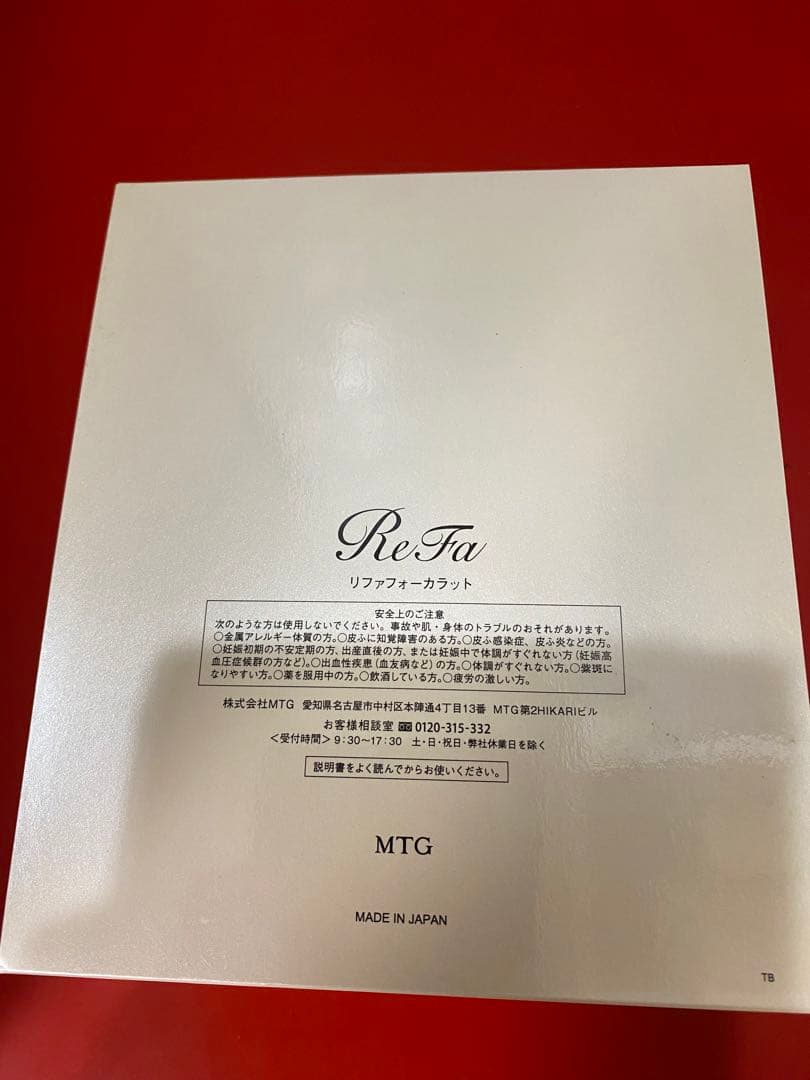 ReFa
リファフォーカラット
安全上のご注意
次のような方は使用しないでください。事故や肌・身体のトラブルのおそれがあります。
○金属アレルギー体質の方。○皮ふに知覚障害のある方。○皮ふ感染症、皮ふ炎などの方。
○妊娠初期の不安定期の方、出産直後の方、または妊娠中で体調がすぐれない方（妊娠高
血圧症候群の方など）。○出血性疾患（血友病など）の方。○体調がすぐれない方。○紫斑に
なりやすい方。○薬を服用中の方。○飲酒している方。○疲労の激しい方。
株式会社MTG 愛知県名古屋市中村区本陣通4丁目13番 MTG第2HIKARIビル
お客様相談室 0120-315-332
＜受付時間＞9:30～17:30 土・日・祝日・弊社休業日を除く
説明書をよく読んでからお使いください。
MTG
MADE IN JAPAN
TB